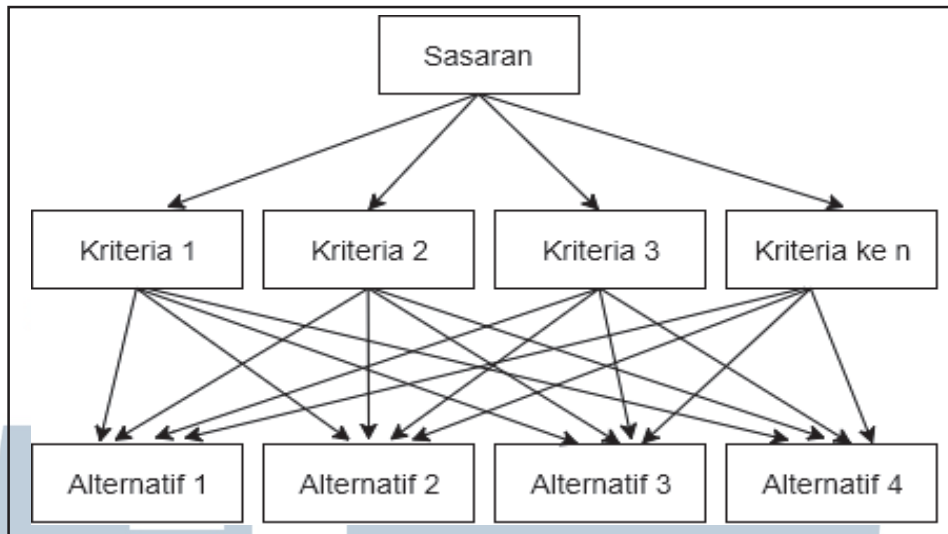 Sasaran
Kriteria 1
Kriteria 2
Kriteria 3
Kriteria ke n
Alternatif 1
Alternatif 2
Alternatif 3
Alternatif 4